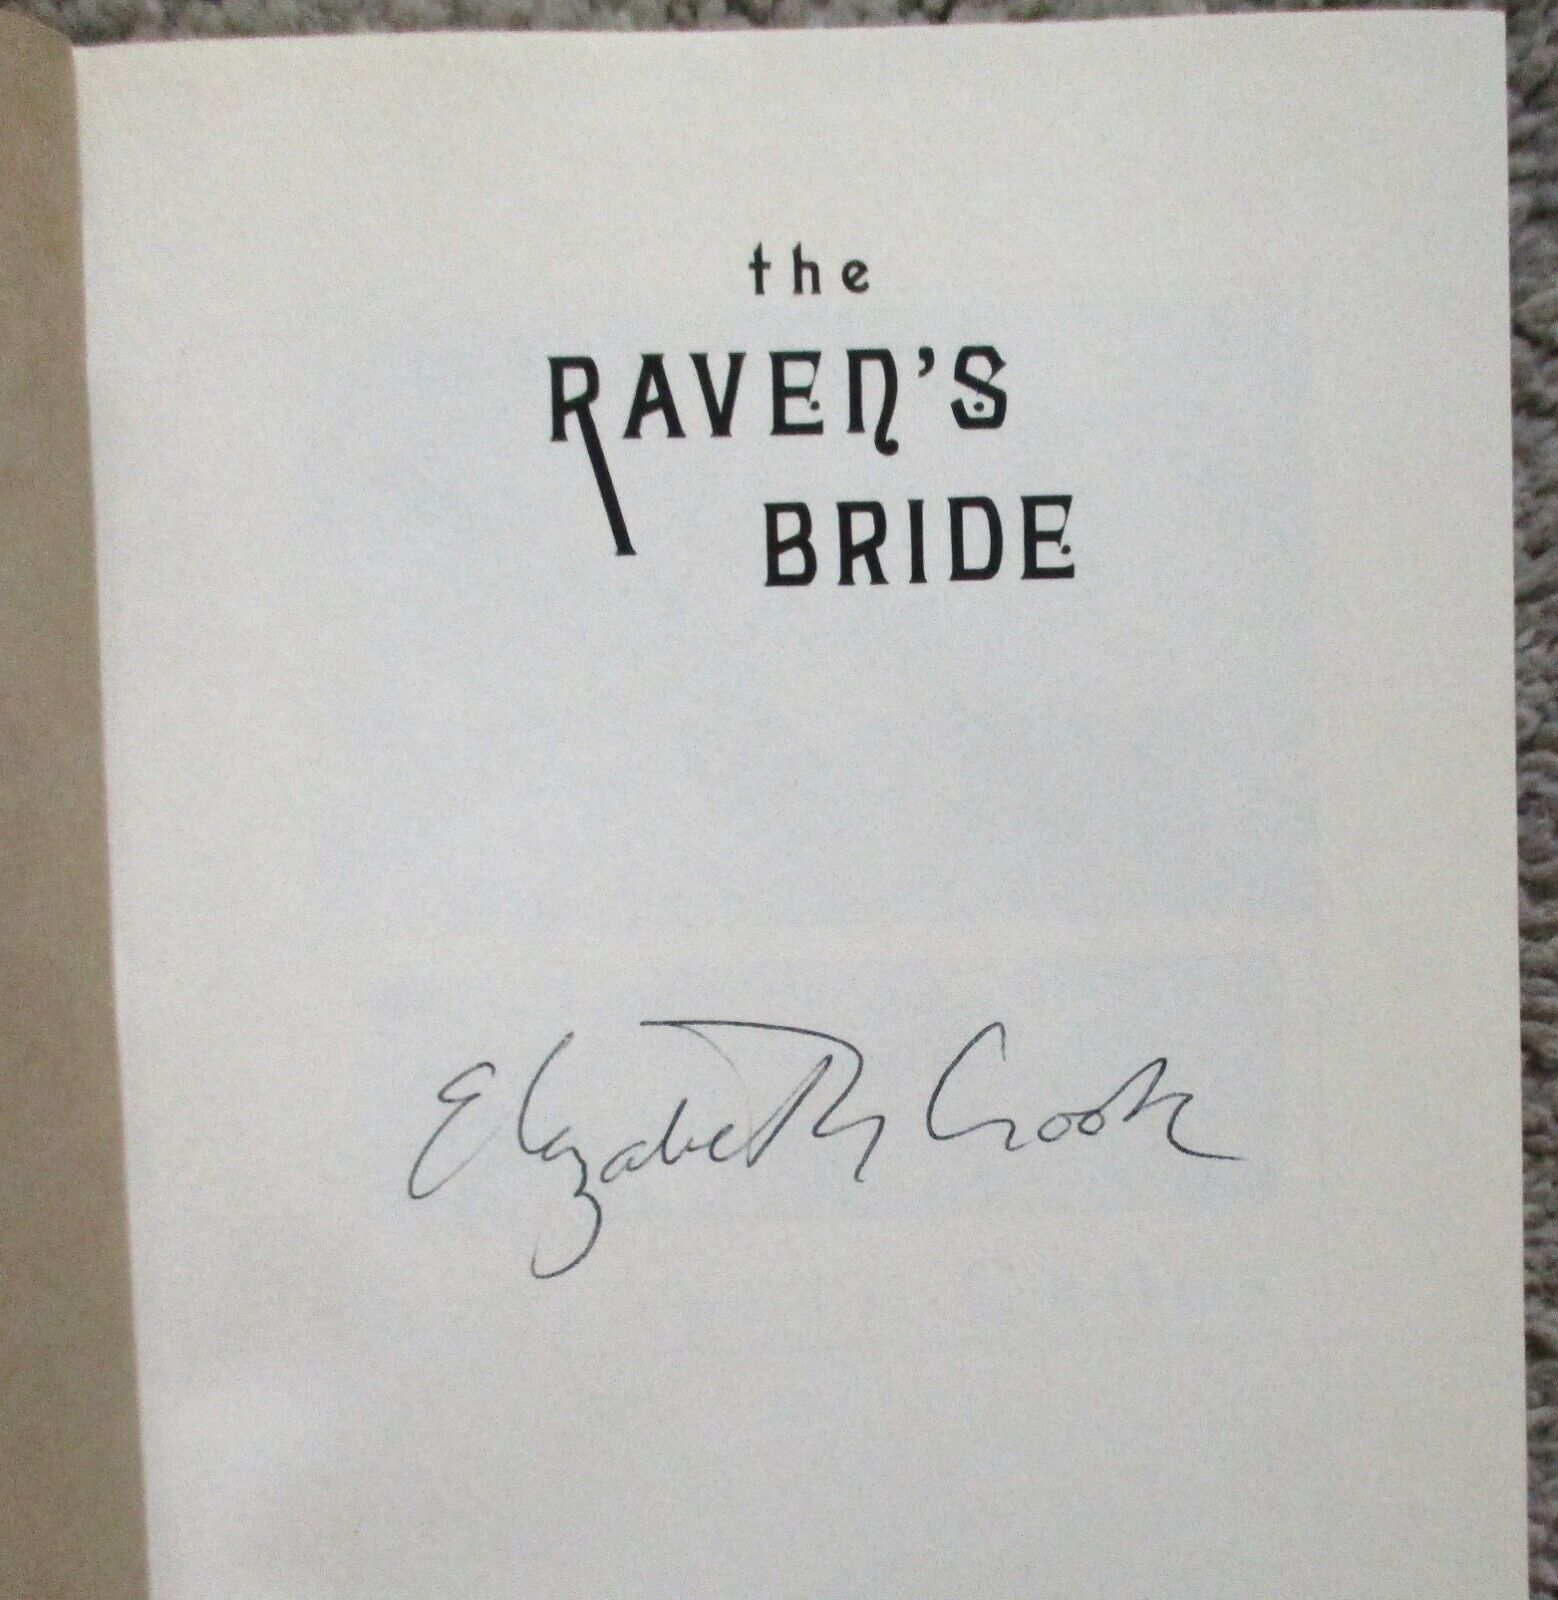 the
RAVEN'S
BRIDE
Elizabeth Crook